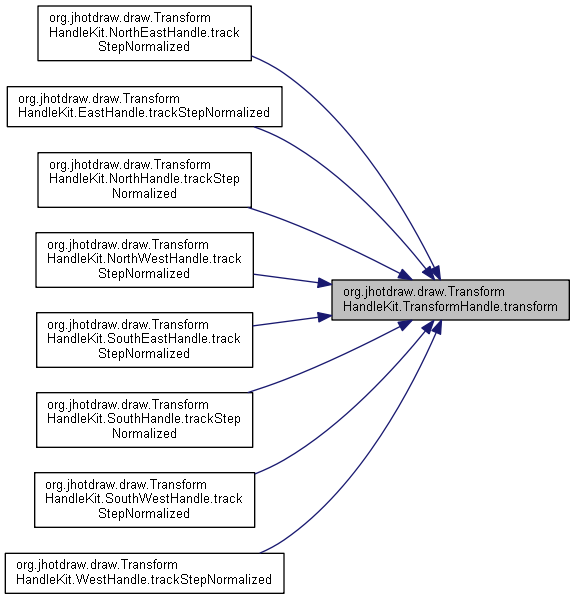 org.jhotdraw.draw.Transform
HandleKit.NorthEastHandle.track
StepNormalized
org.jhotdraw.draw.Transform
HandleKit.EastHandle.trackStepNormalized
org.jhotdraw.draw.Transform
HandleKit.NorthHandle.trackStep
Normalized
org.jhotdraw.draw.Transform
HandleKit.NorthWestHandle.track
StepNormalized
org.jhotdraw.draw.Transform
HandleKit.TransformHandle.transform
org.jhotdraw.draw.Transform
HandleKit.SouthEastHandle.track
StepNormalized
org.jhotdraw.draw.Transform
HandleKit.SouthHandle.trackStep
Normalized
org.jhotdraw.draw.Transform
HandleKit.SouthWestHandle.track
StepNormalized
org.jhotdraw.draw.Transform
HandleKit.WestHandle.trackStepNormalized